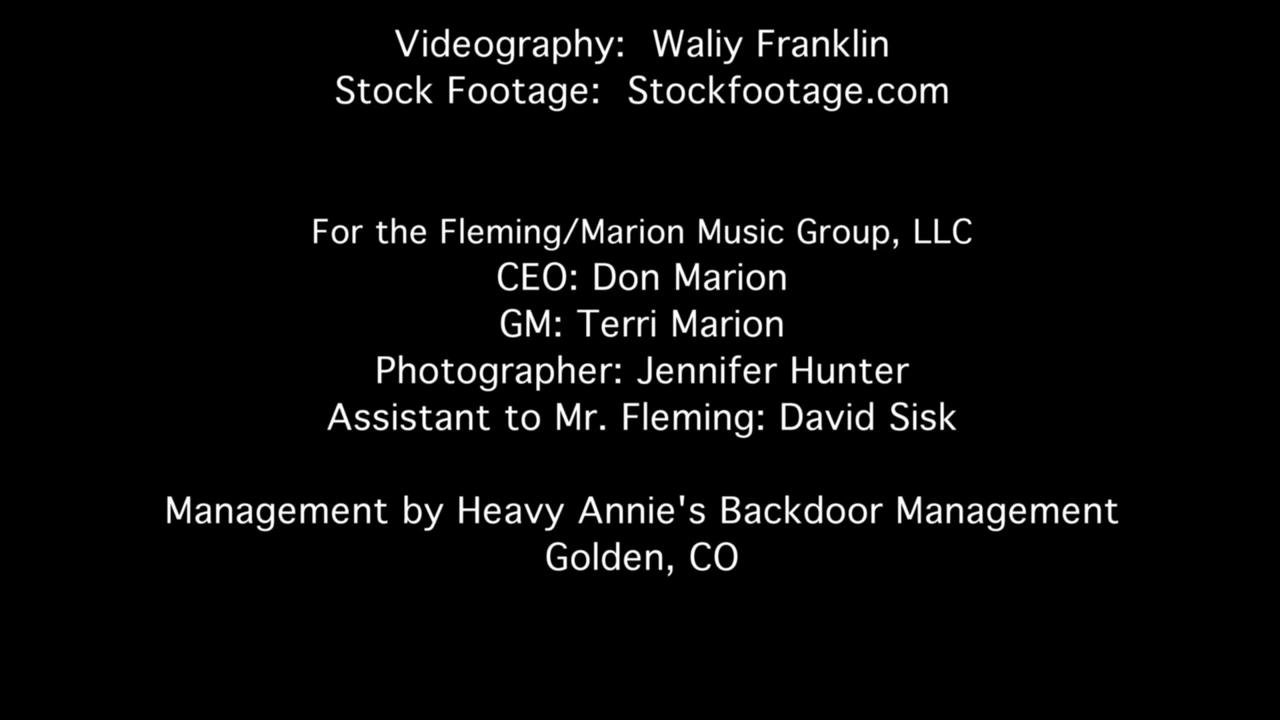 Videography:  Waliy Franklin
Stock Footage:  Stockfootage.com
For the Fleming/Marion Music Group, LLC
CEO: Don Marion
GM: Terri Marion
Photographer: Jennifer Hunter
Assistant to Mr. Fleming: David Sisk
Management by Heavy Annie's Backdoor Management
Golden, CO